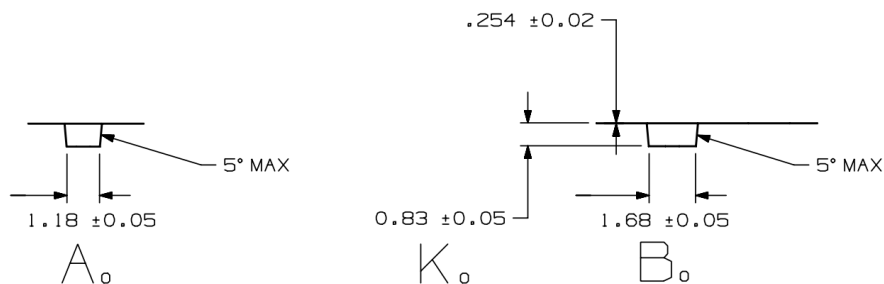 .254 ±0.02
5° MAX
5° MAX
1.18 ±0.05
0.83 ±0.05
1.68 ±0.05
Ao
Ko
Bo